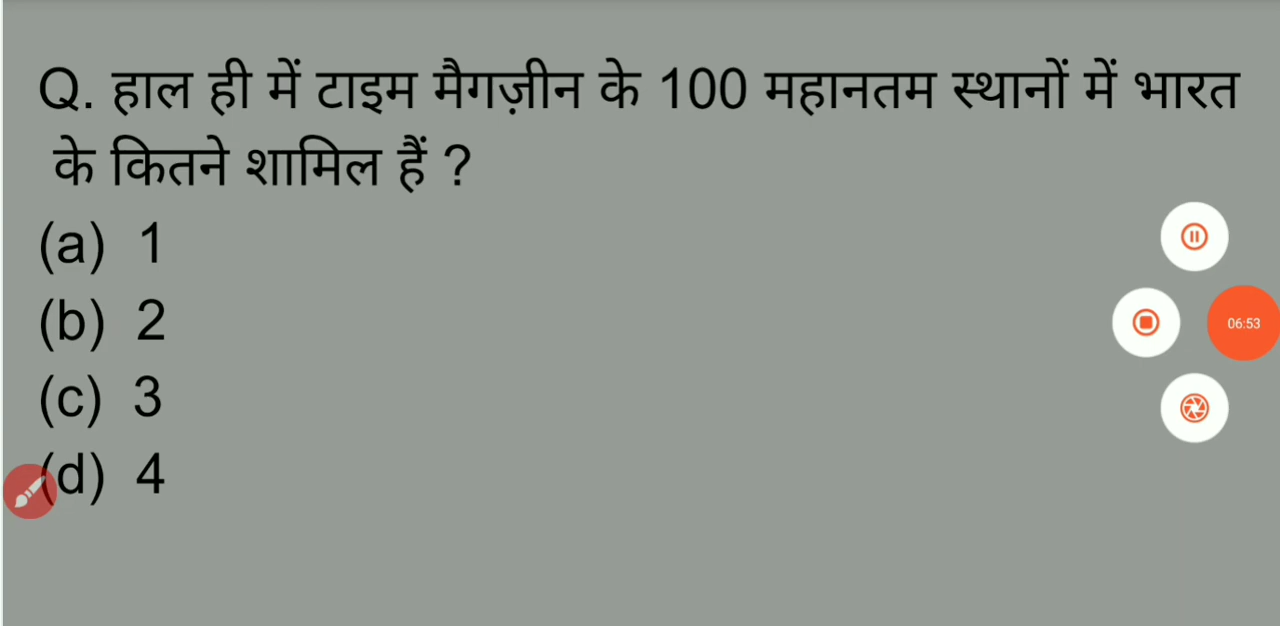 Q. हाल ही में टाइम मैगज़ीन के 100 महानतम स्थानों में भारत
के कितने शामिल हैं ?
(a) 1
(b) 2
(c) 3
(d) 4
06:53